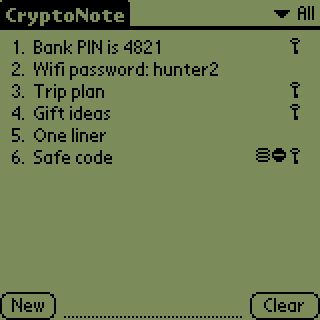 CryptoNote All
1. Bank PIN is 4821
2. Wifi password: hunter2
3. Trip plan
4. Gift ideas
5. One liner
6. Safe code
New Clear